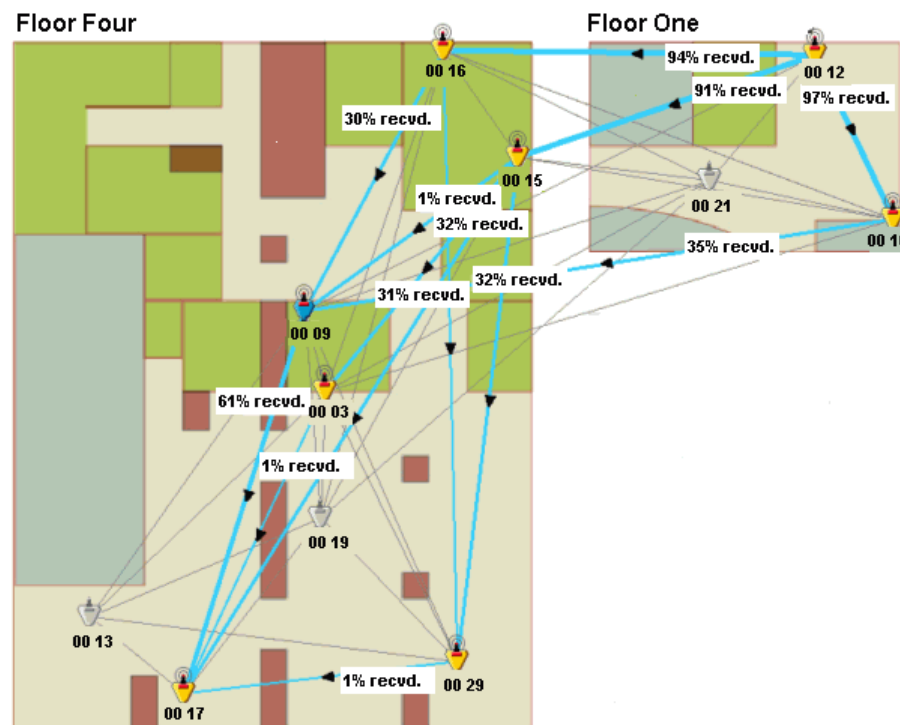 Floor Four
Floor One
00 16
94% recvd.
00 12
91% recvd.
97% recvd.
30% recvd.
00 15
1% recvd.
00 21
32% recvd.
00 1
35% recvd.
32% recvd.
31% recvd.
00 09
61% recvd.
00 03
1% recvd.
00 19
00 13
00 29
1% recvd.
00 17